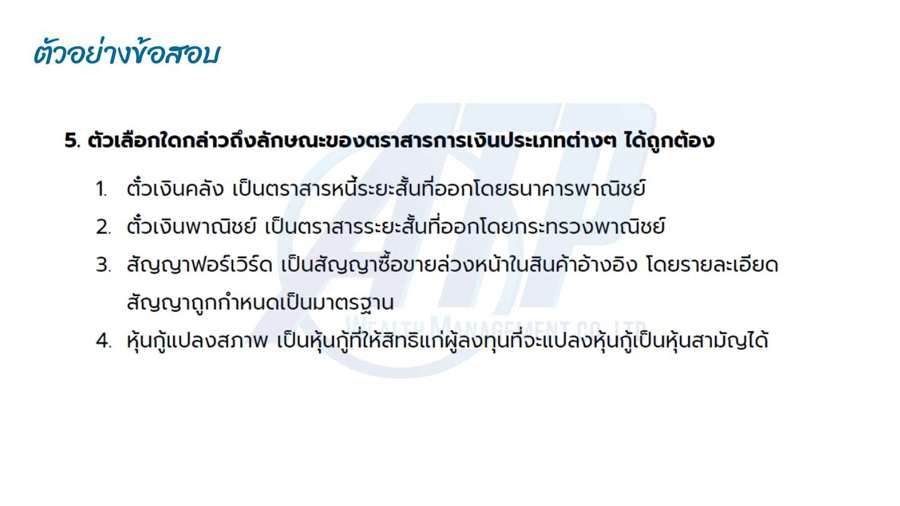 ตัวอย่างข้อสอบ
5. ตัวเลือกใดกล่าวถึงลักษณะของตราสารการเงินประเภทต่างๆ ได้ถูกต้อง
1. ตั๋วเงินคลัง เป็นตราสารหนี้ระยะสั้นที่ออกโดยธนาคารพาณิชย์
2. ตั๋วเงินพาณิชย์ เป็นตราสารระยะสั้นที่ออกโดยกระทรวงพาณิชย์
3. สัญญาฟอร์เวิร์ด เป็นสัญญาซื้อขายล่วงหน้าในสินค้าอ้างอิง โดยรายละเอียด
สัญญาถูกกำหนดเป็นมาตรฐาน
4. หุ้นกู้แปลงสภาพ เป็นหุ้นกู้ที่ให้สิทธิแก่ผู้ลงทุนที่จะแปลงหุ้นกู้เป็นหุ้นสามัญได้
ATP
WEALTH MANAGEMENT CO., LTD.